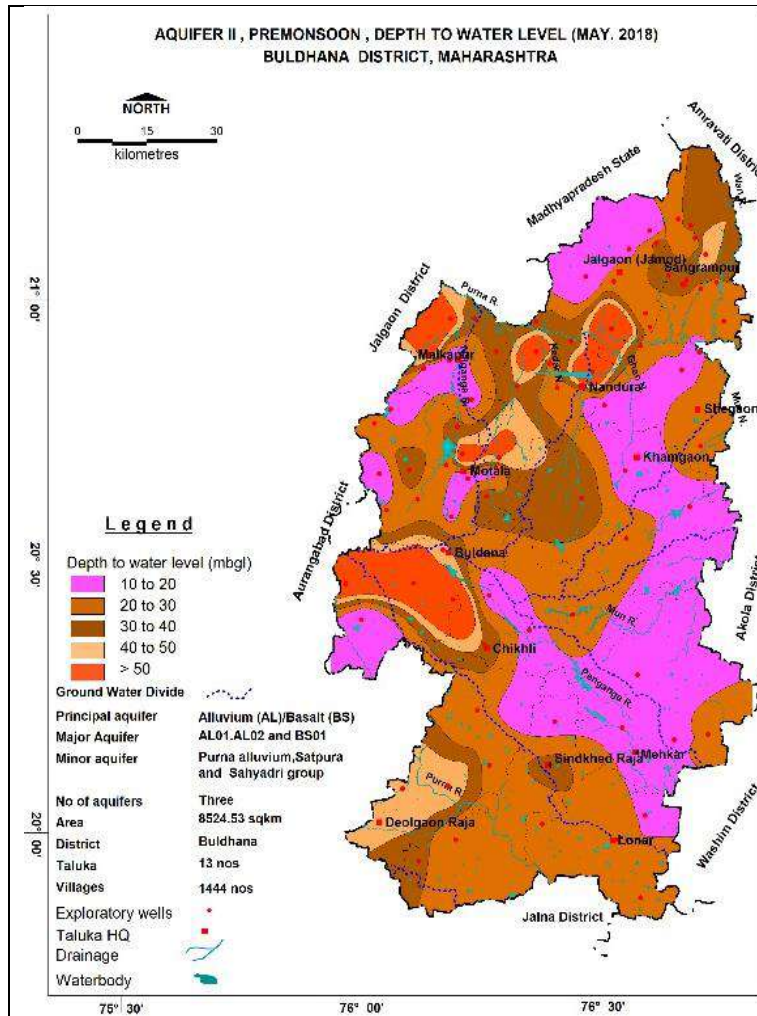 AQUIFER II , PREMONSOON , DEPTH TO WATER LEVEL (MAY. 2018)
BULDHANA DISTRICT, MAHARASHTRA
NORTH
0 15 30
kilometres
Amravati District
Madhyapradesh State
Wan R.
Jalgaon (Jamod)
Sangrampur
21° 00'
Jalgaon District
Purna R.
Malkapur
Nandura
Shegaon
Mun N.
Khamgaon
Motala
Aurangabad District
20° 30'
Buldana
Akola District
Mun R.
Chikhli
Penganga R.
Mehkar
Sindkhed Raja
Purna R.
Deolgaon Raja
20° 00'
Lonar
Washim District
Jalna District
Legend
Depth to water level (mbgl)
10 to 20
20 to 30
30 to 40
40 to 50
> 50
Ground Water Divide
Principal aquifer Alluvium (AL)/Basalt (BS)
Major Aquifer AL01.AL02 and BS01
Minor aquifer Purna alluvium,Satpura
and Sahyadri group
No of aquifers Three
Area 8524.53 sqkm
District Buldhana
Taluka 13 nos
Villages 1444 nos
Exploratory wells
Taluka HQ
Drainage
Waterbody
75° 30' 76° 00' 76° 30'